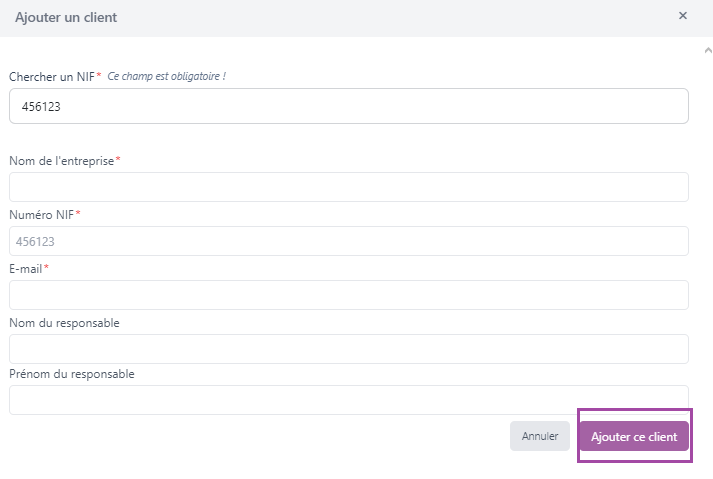 Ajouter un client
Chercher un NIF* Ce champ est obligatoire !
456123
Nom de l'entreprise*
Numéro NIF*
456123
E-mail*
Nom du responsable
Prénom du responsable
Annuler
Ajouter ce client